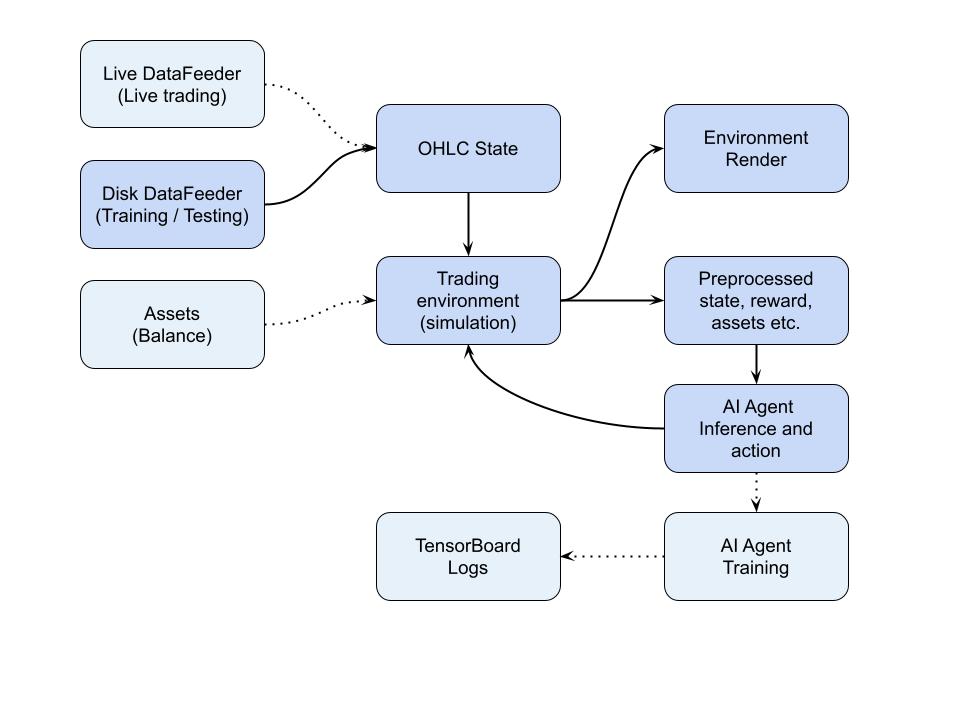 Live DataFeeder
(Live trading)
Disk DataFeeder
(Training / Testing)
Assets
(Balance)
OHLC State
Trading
environment
(simulation)
Environment
Render
Preprocessed
state, reward,
assets etc.
AI Agent
Inference and
action
AI Agent
Training
TensorBoard
Logs